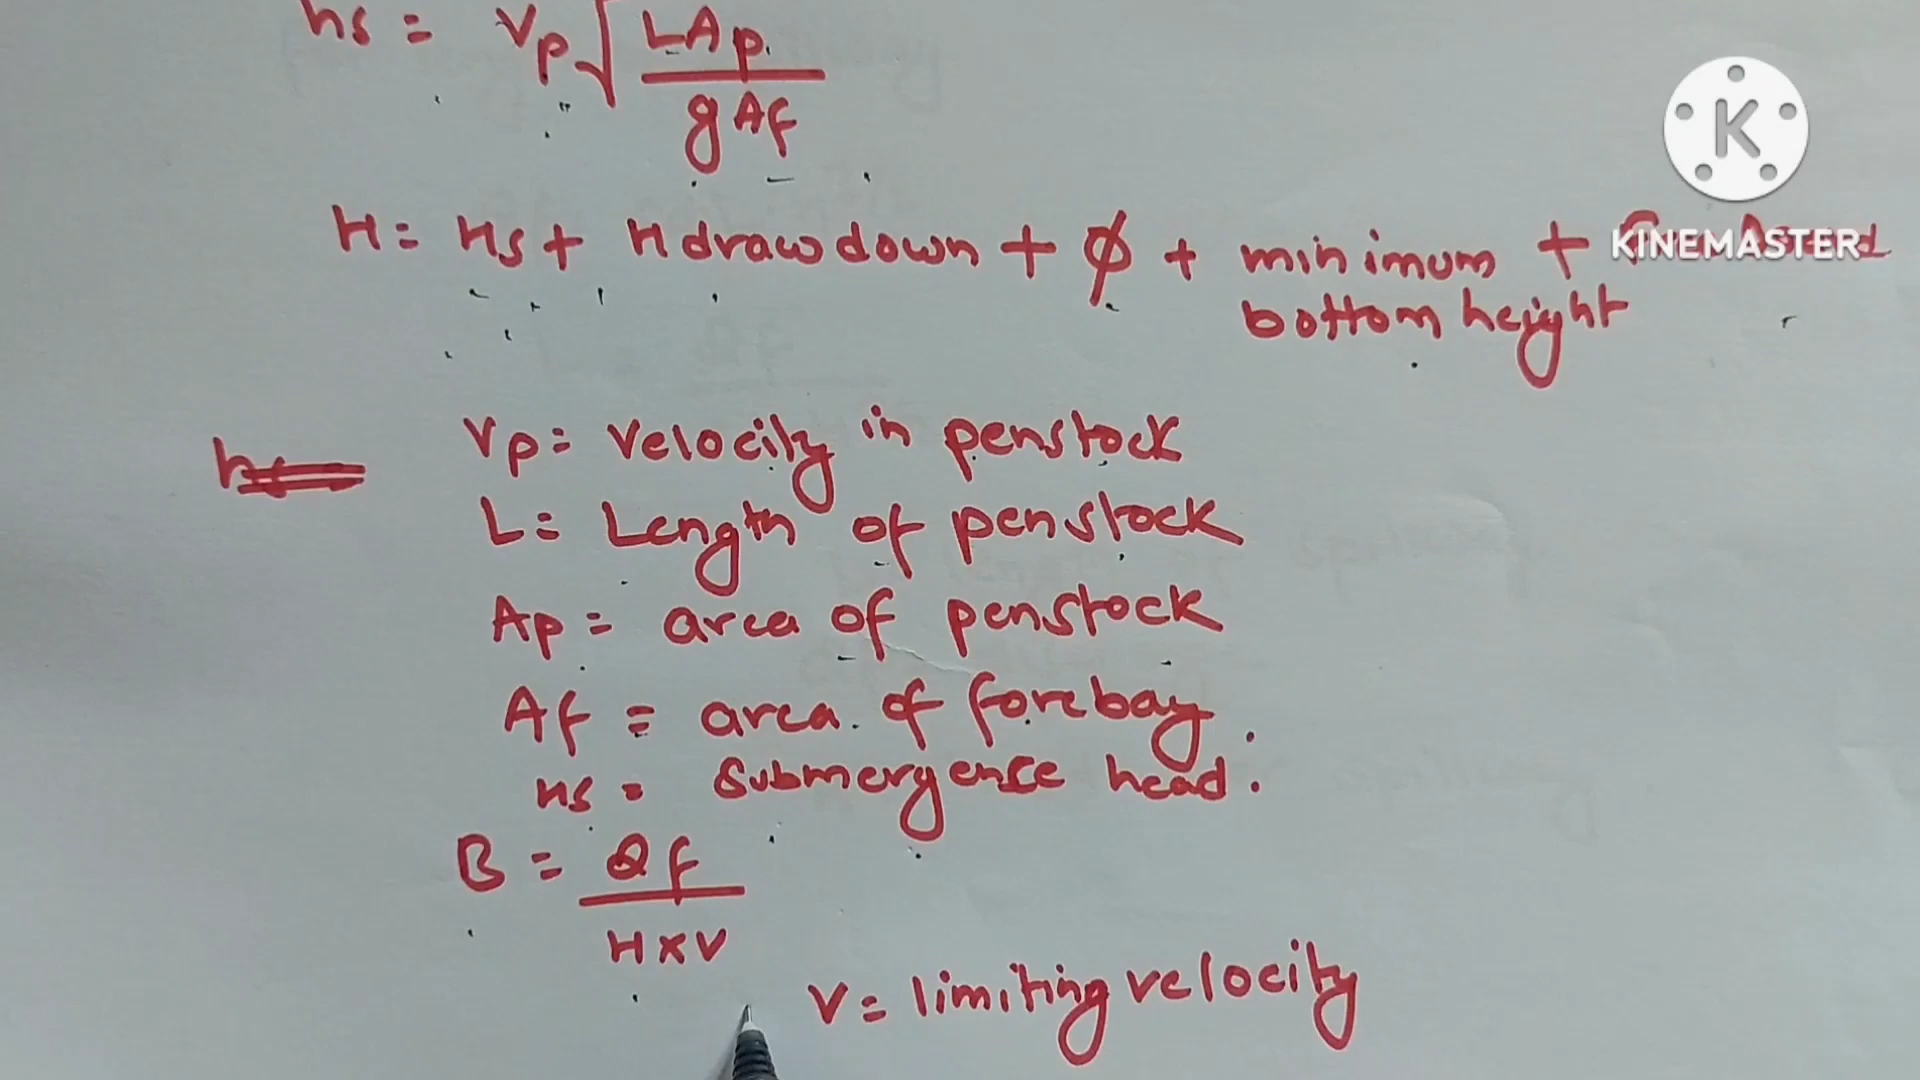 hs = Vp √ LAp
gAf
H = Hs + H drawdown + ϕ + minimum +
bottom height
KINEMASTER
Vp = Velocity in penstock
L = Length of penstock
Ap = area of penstock
Af = area of forebay.
hs = Submergense head.
B = Qf
H x V
V = limiting velocity